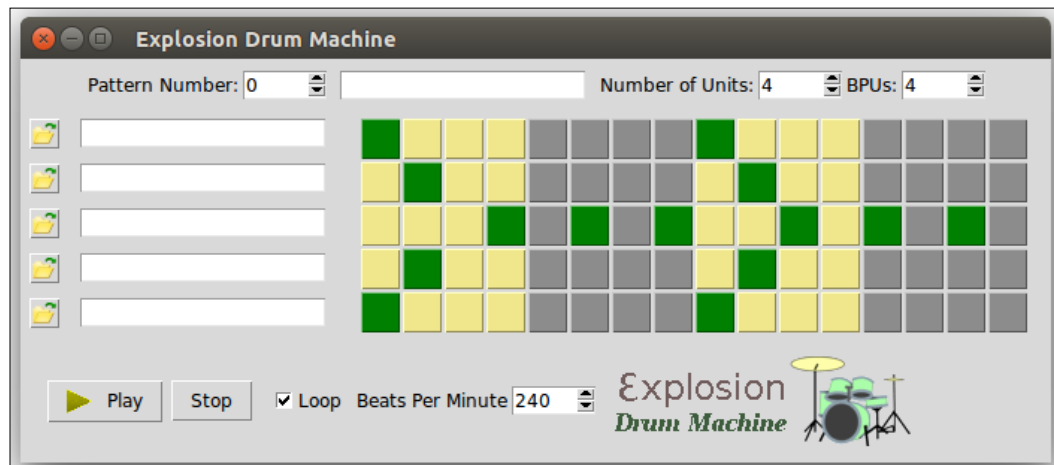 Explosion Drum Machine
Pattern Number: 0 Number of Units: 4 BPUs: 4
Play Stop Loop Beats Per Minute 240
Explosion
Drum Machine